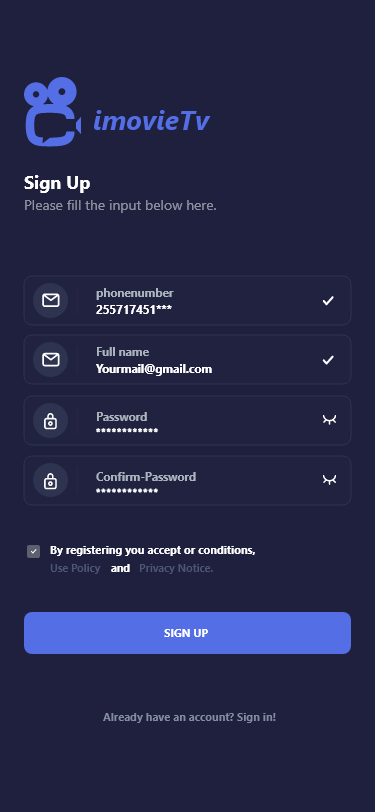 imovieTv
Sign Up
Please fill the input below here.
phonenumber
255717451***
Full name
Yourmail@gmail.com
Password
************
Confirm-Password
************
By registering you accept or conditions,
Use Policy and Privacy Notice.
SIGN UP
Already have an account? Sign in!